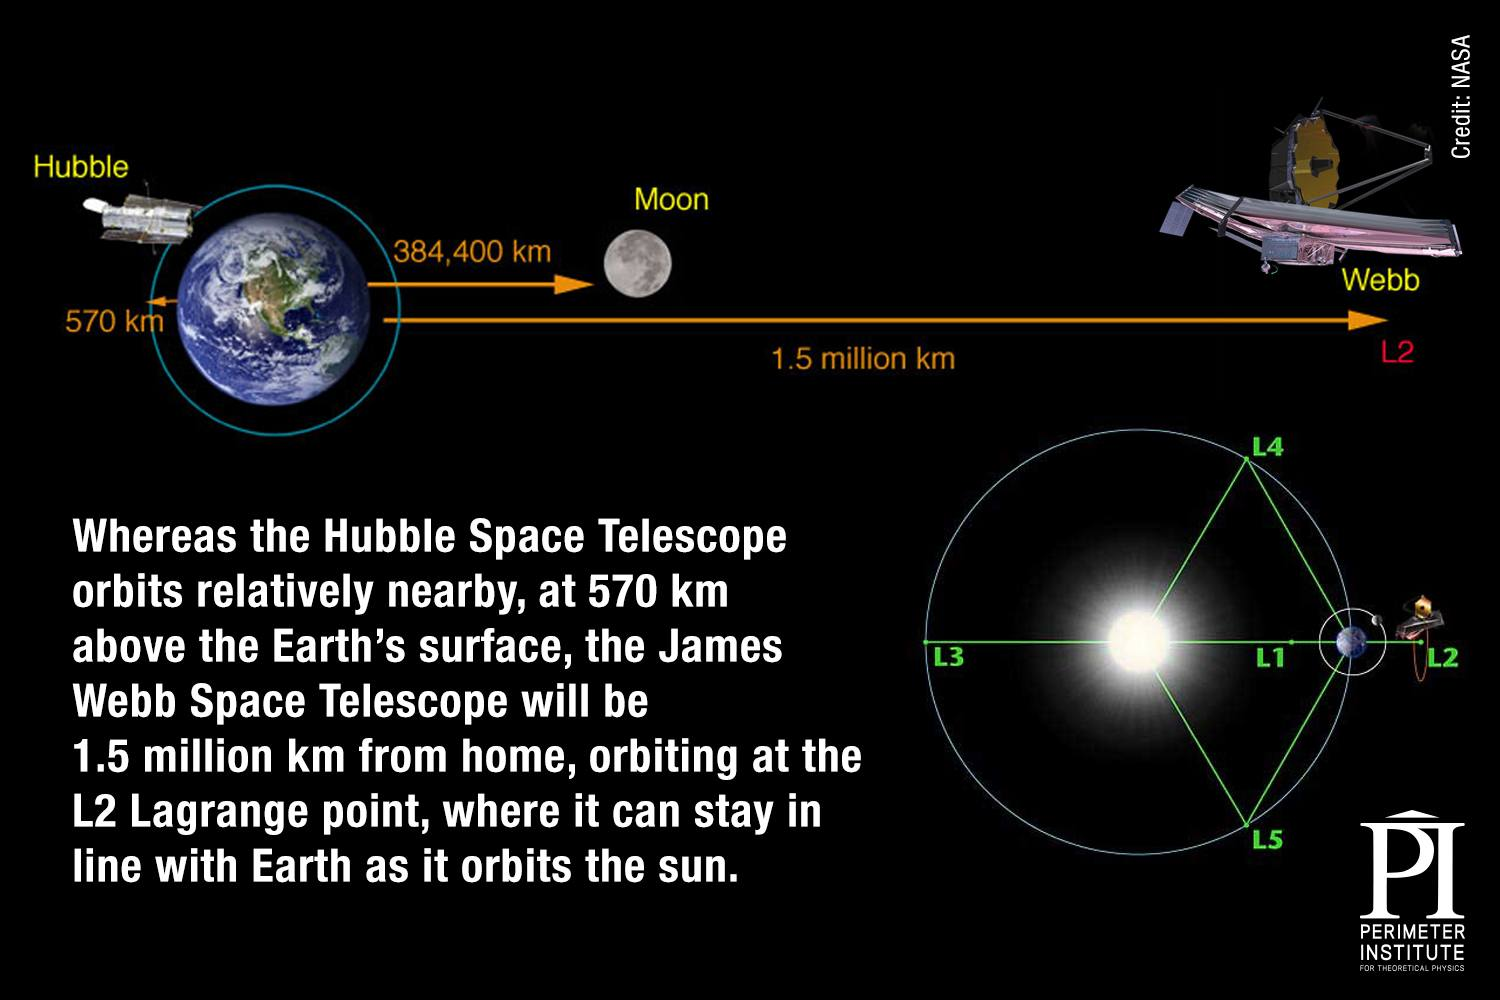 Credit: NASA
Hubble
Moon
384,400 km
570 km
Webb
L2
1.5 million km
Whereas the Hubble Space Telescope
orbits relatively nearby, at 570 km
above the Earth’s surface, the James
Webb Space Telescope will be
1.5 million km from home, orbiting at the
L2 Lagrange point, where it can stay in
line with Earth as it orbits the sun.
L4
L3
L1
L2
L5
PI
PERIMETER
INSTITUTE
FOR THEORETICAL PHYSICS